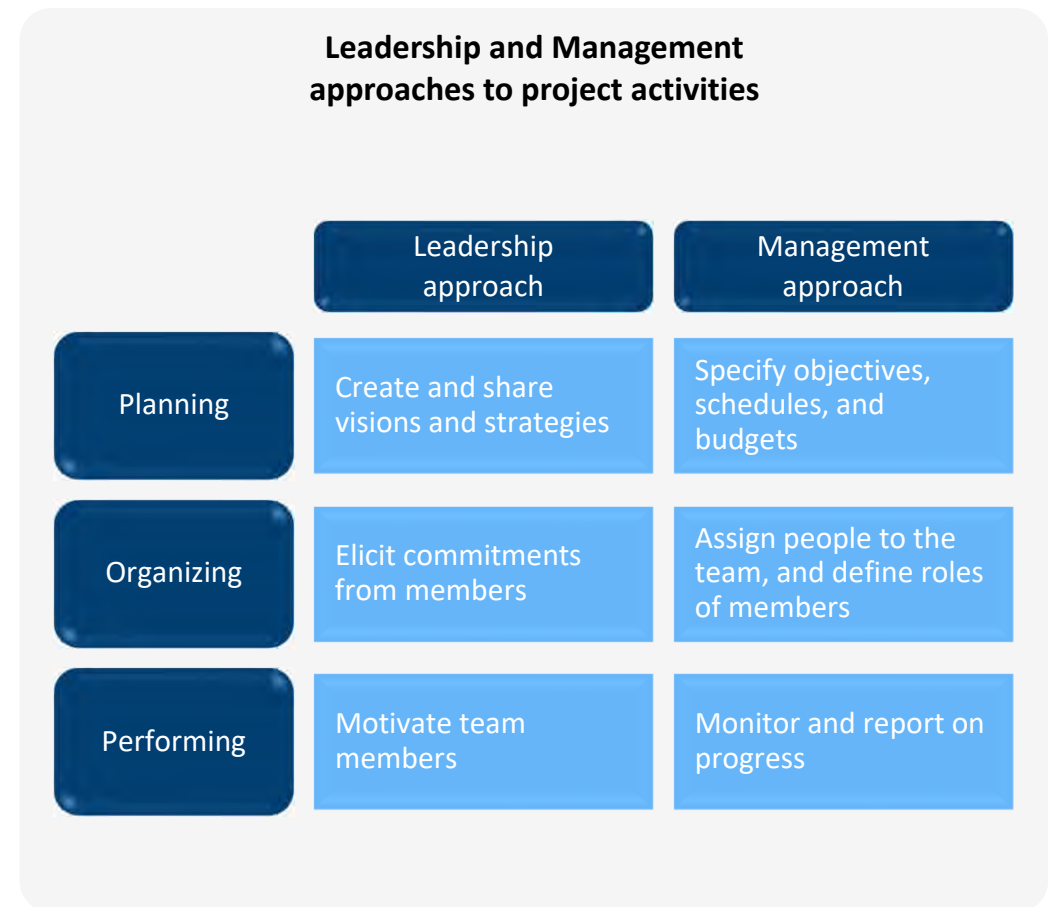 Leadership and Management
approaches to project activities
Leadership
approach
Management
approach
Planning
Create and share
visions and strategies
Specify objectives,
schedules, and
budgets
Organizing
Elicit commitments
from members
Assign people to the
team, and define roles
of members
Performing
Motivate team
members
Monitor and report on
progress